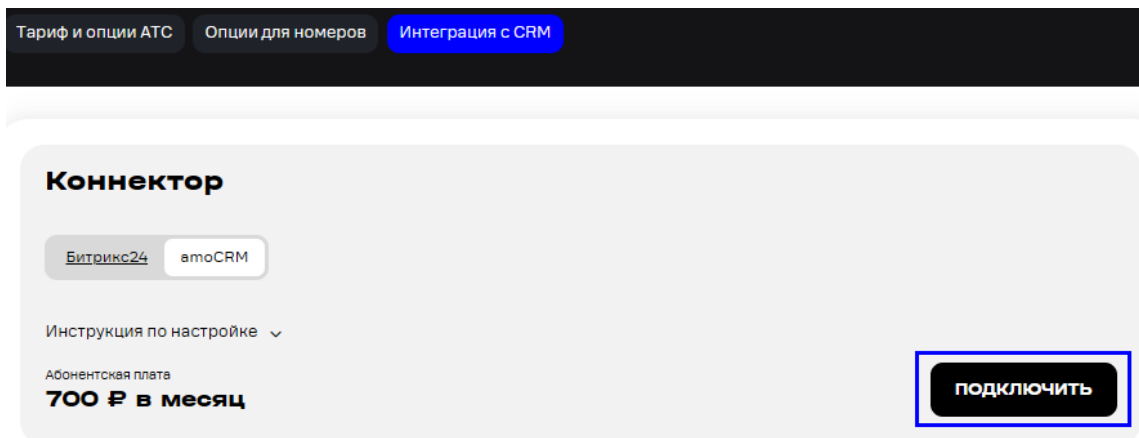 Тариф и опции АТС Опции для номеров Интеграция с CRM
Коннектор
Битрикс24 amoCRM
Инструкция по настройке
Абонентская плата
700 ₽ в месяц
ПОДКЛЮЧИТЬ